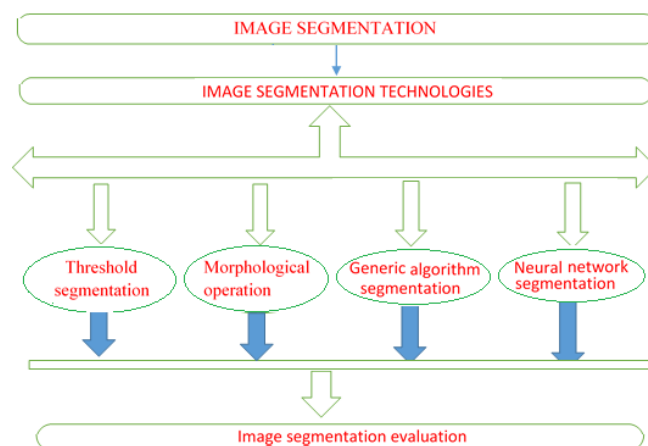 IMAGE SEGMENTATION
IMAGE SEGMENTATION TECHNOLOGIES
Threshold
segmentation
Morphological
operation
Generic algorithm
segmentation
Neural network
segmentation
Image segmentation evaluation